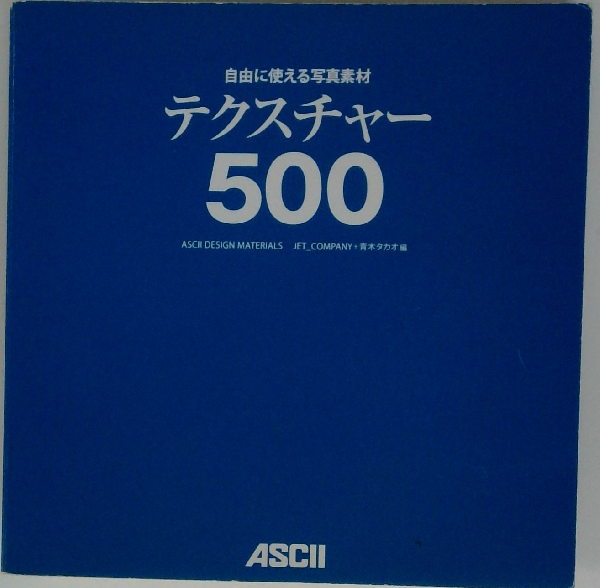 自由に使える写真素材
テクスチャー
500
ASCII DESIGN MATERIALS JET_COMPANY+青木タカオ編
ASCII